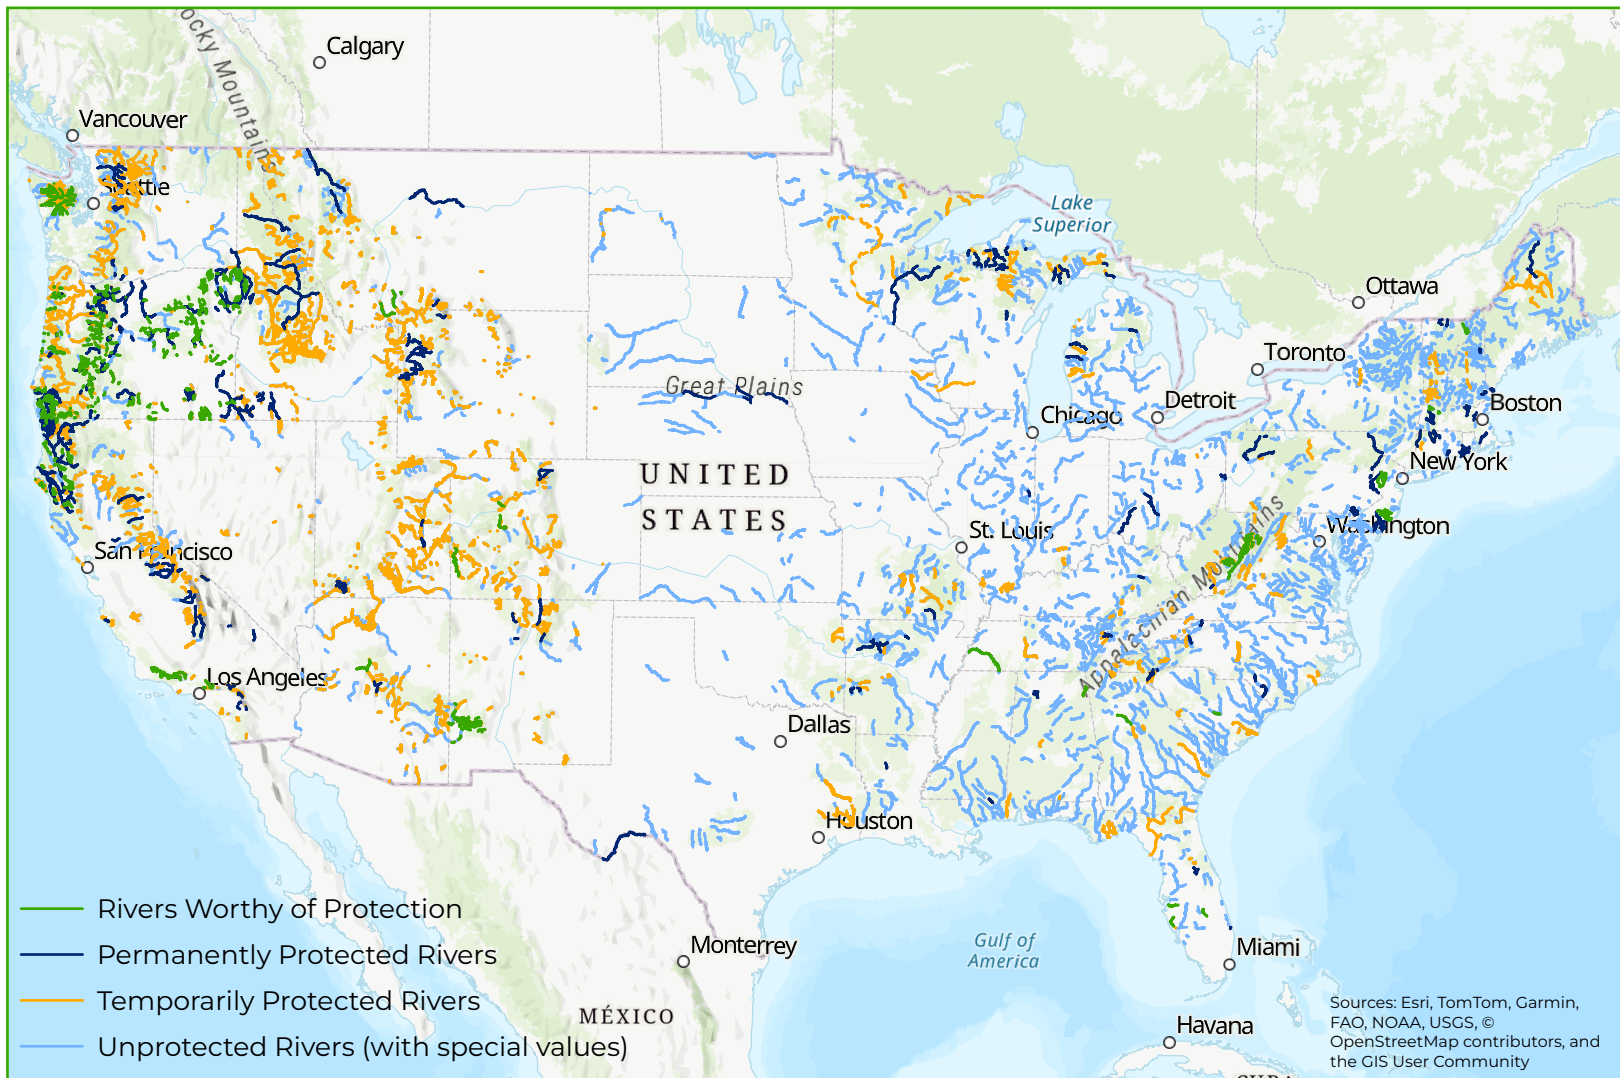 Rocky Mountains
Calgary
Vancouver
Seattle
Lake
Superior
Ottawa
Toronto
Great Plains
Detroit
Boston
Chicago
New York
UNITED
STATES
Appalachian Mountains
Washington
St. Louis
San Francisco
Los Angeles
Dallas
Houston
Rivers Worthy of Protection
Permanently Protected Rivers
Temporarily Protected Rivers
Unprotected Rivers (with special values)
Monterrey
Gulf of
America
Miami
MÉXICO
Havana
Sources: Esri, TomTom, Garmin,
FAO, NOAA, USGS, ©
OpenStreetMap contributors, and
the GIS User Community